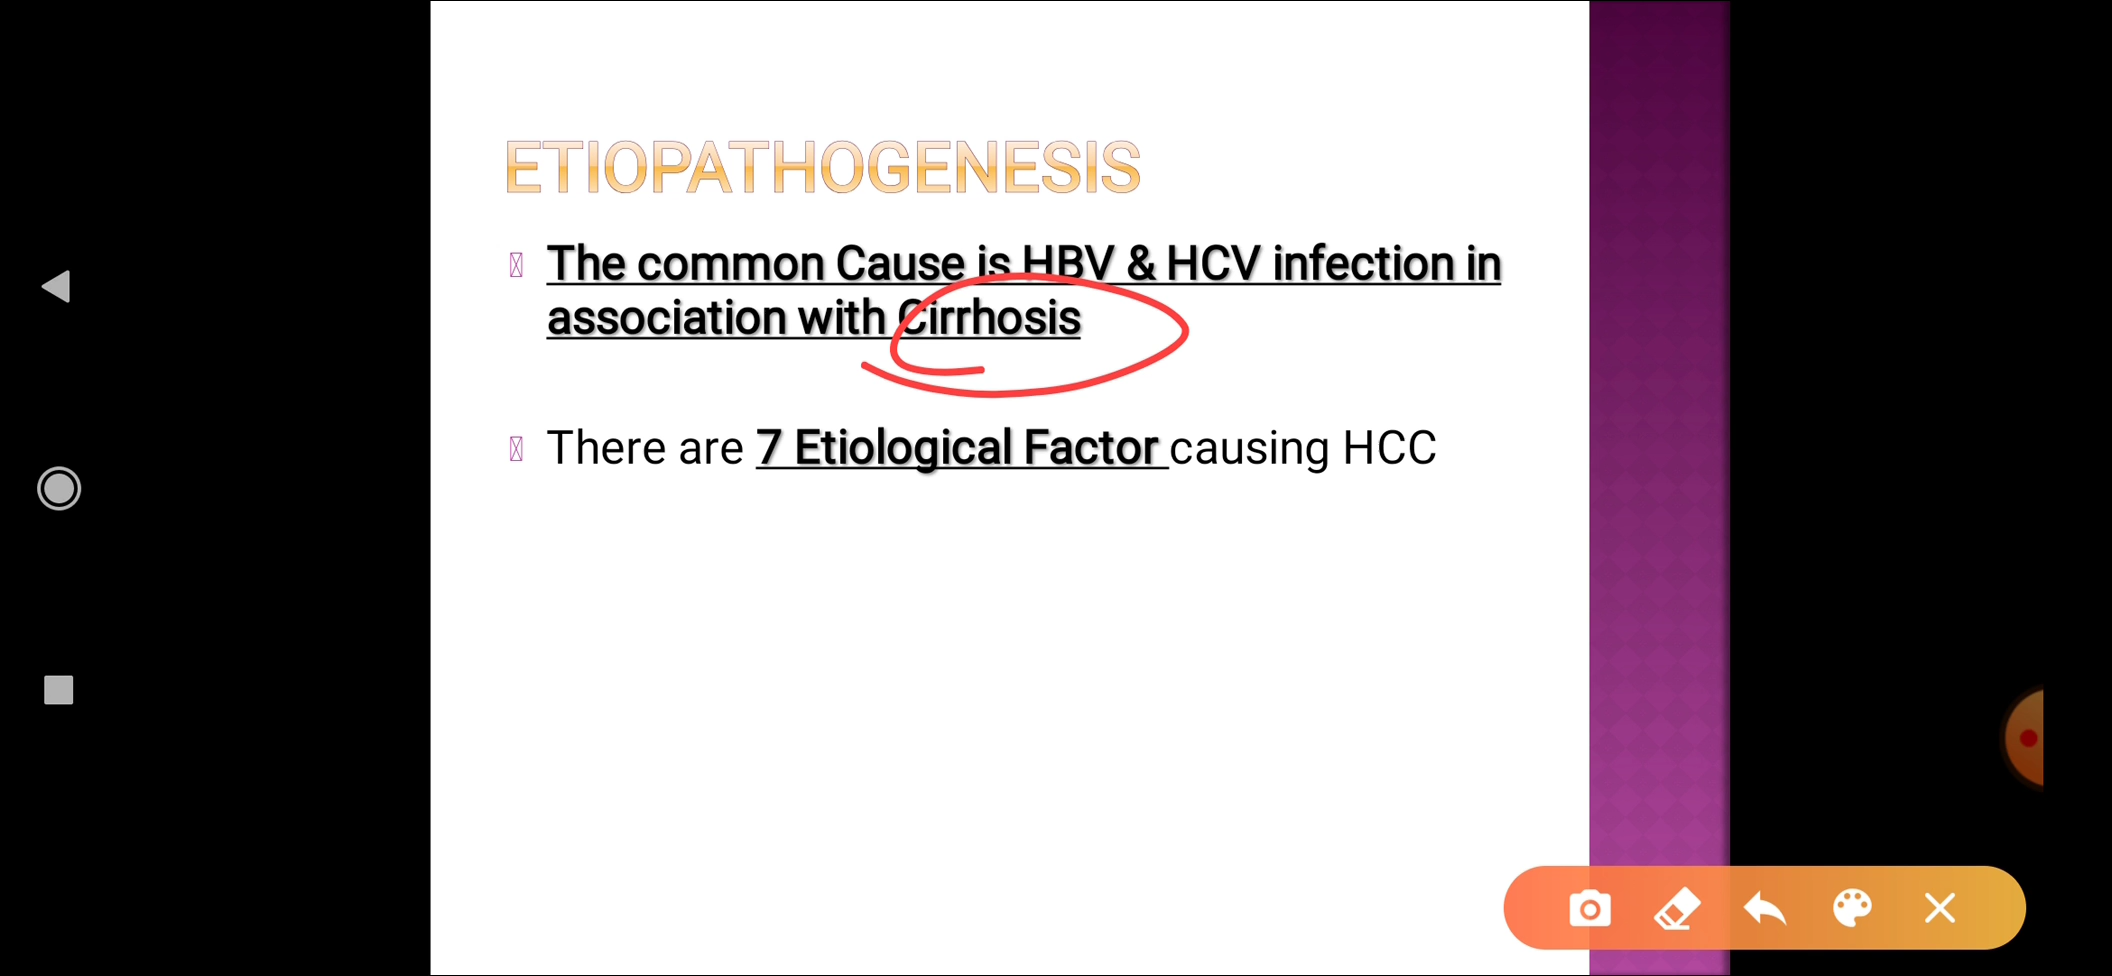 ETIOPATHOGENESIS
The common Cause is HBV & HCV infection in
association with Cirrhosis
There are 7 Etiological Factor causing HCC